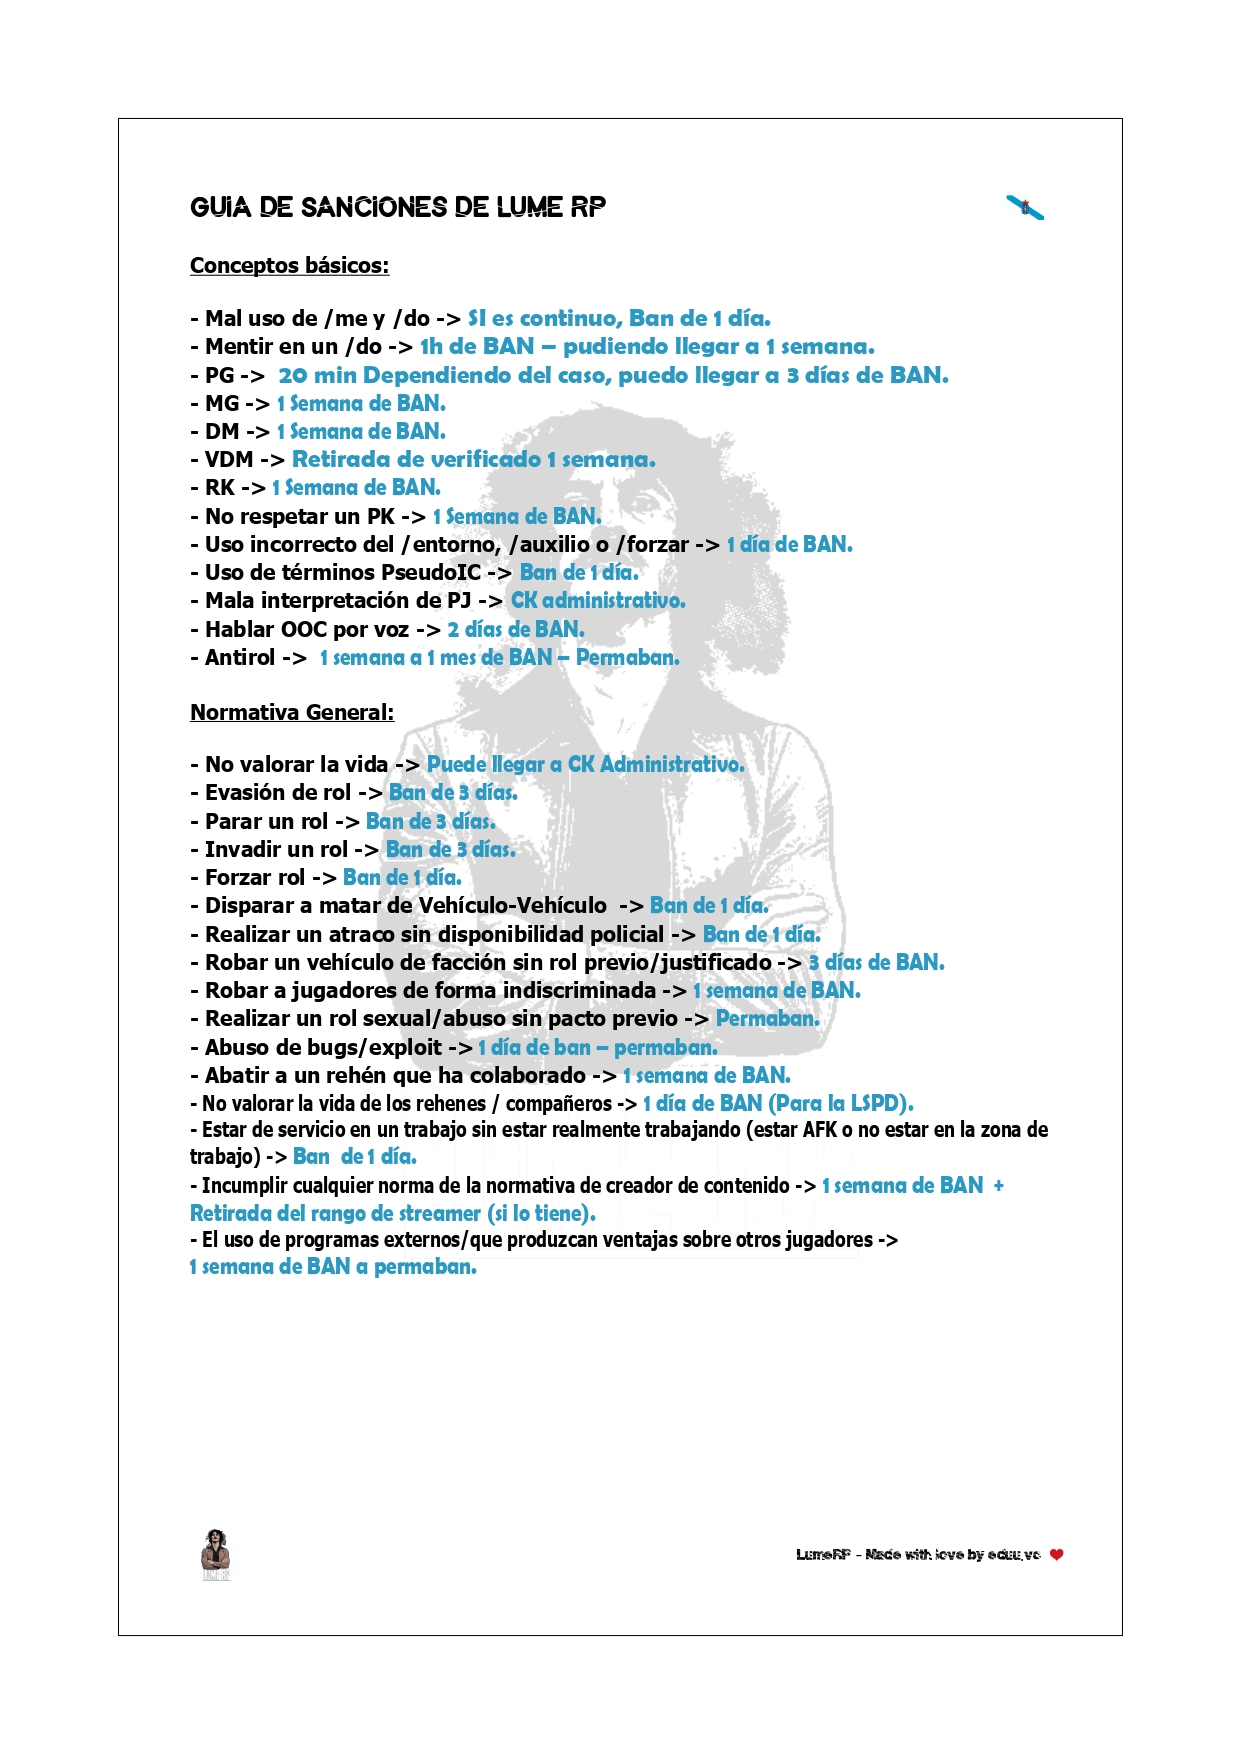 GUIA DE SANCIONES DE LUME RP
Conceptos básicos:
- Mal uso de /me y /do -> SI es continuo, Ban de 1 día.
- Mentir en un /do -> 1h de BAN – pudiendo llegar a 1 semana.
- PG -> 20 min Dependiendo del caso, puedo llegar a 3 días de BAN.
- MG -> 1 Semana de BAN.
- DM -> 1 Semana de BAN.
- VDM -> Retirada de verificado 1 semana.
- RK -> 1 Semana de BAN.
- No respetar un PK -> 1 Semana de BAN.
- Uso incorrecto del /entorno, /auxilio o /forzar -> 1 día de BAN.
- Uso de términos PseudoIC -> Ban de 1 día.
- Mala interpretación de PJ -> CK administrativo.
- Hablar OOC por voz -> 2 días de BAN.
- Antirol -> 1 semana a 1 mes de BAN – Permaban.
Normativa General:
- No valorar la vida -> Puede llegar a CK Administrativo.
- Evasión de rol -> Ban de 3 días.
- Parar un rol -> Ban de 3 días.
- Invadir un rol -> Ban de 3 días.
- Forzar rol -> Ban de 1 día.
- Disparar a matar de Vehículo-Vehículo -> Ban de 1 día.
- Realizar un atraco sin disponibilidad policial -> Ban de 1 día.
- Robar un vehículo de facción sin rol previo/justificado -> 3 días de BAN.
- Robar a jugadores de forma indiscriminada -> 1 semana de BAN.
- Realizar un rol sexual/abuso sin pacto previo -> Permaban.
- Abuso de bugs/exploit -> 1 día de ban – permaban.
- Abatir a un rehén que ha colaborado -> 1 semana de BAN.
- No valorar la vida de los rehenes / compañeros -> 1 día de BAN (Para la LSPD).
- Estar de servicio en un trabajo sin estar realmente trabajando (estar AFK o no estar en la zona de
trabajo) -> Ban de 1 día.
- Incumplir cualquier norma de la normativa de creador de contenido -> 1 semana de BAN +
Retirada del rango de streamer (si lo tiene).
- El uso de programas externos/que produzcan ventajas sobre otros jugadores ->
1 semana de BAN a permaban.
LumeRP - Made with love by